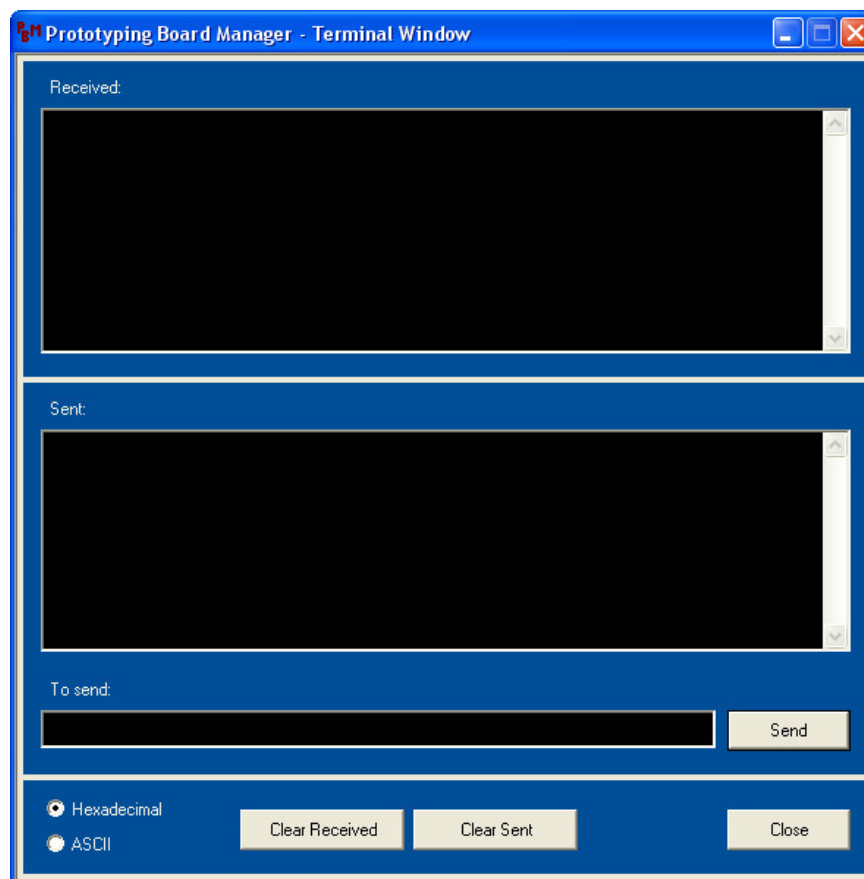 PBM Prototyping Board Manager - Terminal Window
Received:
Sent:
To send:
Send
Hexadecimal
ASCII
Clear Received
Clear Sent
Close